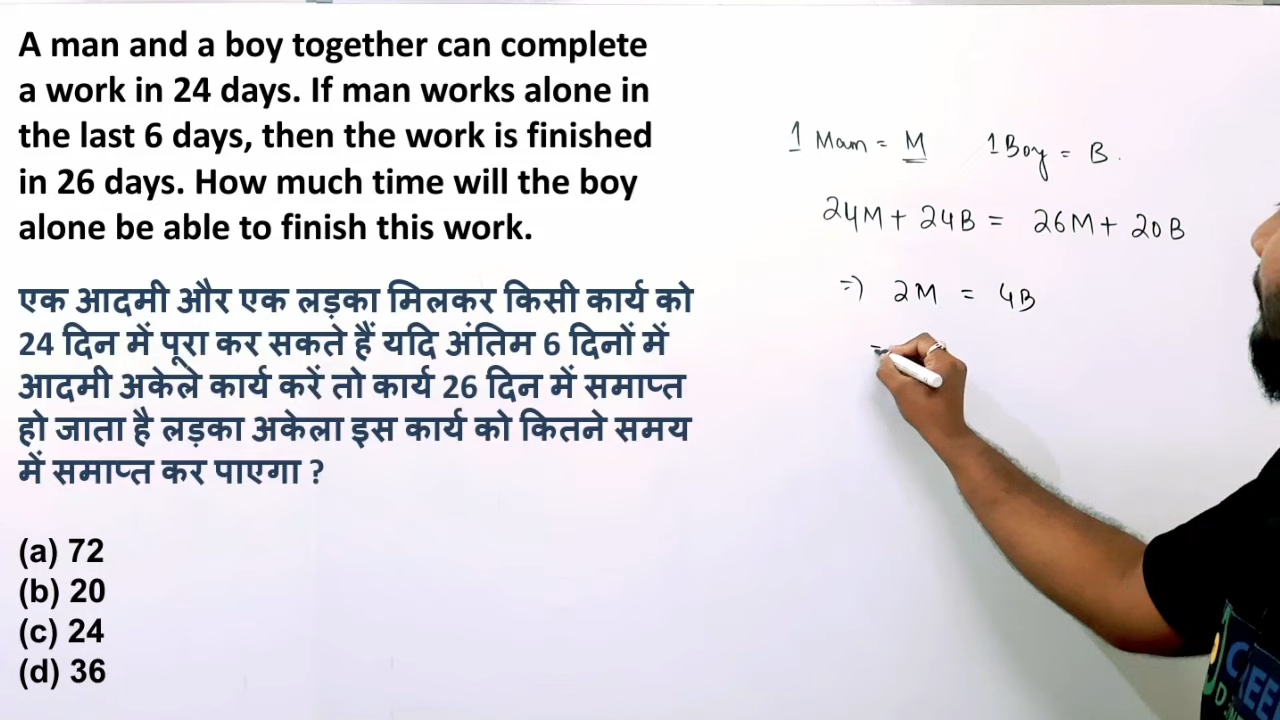 A man and a boy together can complete
a work in 24 days. If man works alone in
the last 6 days, then the work is finished
in 26 days. How much time will the boy
alone be able to finish this work.
एक आदमी और एक लड़का मिलकर किसी कार्य को
24 दिन में पूरा कर सकते हैं यदि अंतिम 6 दिनों में
आदमी अकेले कार्य करें तो कार्य 26 दिन में समाप्त
हो जाता है लड़का अकेला इस कार्य को कितने समय
में समाप्त कर पाएगा ?
(a) 72
(b) 20
(c) 24
(d) 36
1 Man = M 1 Boy = B.
24M + 24B = 26M + 20B
=) 2M = 4B